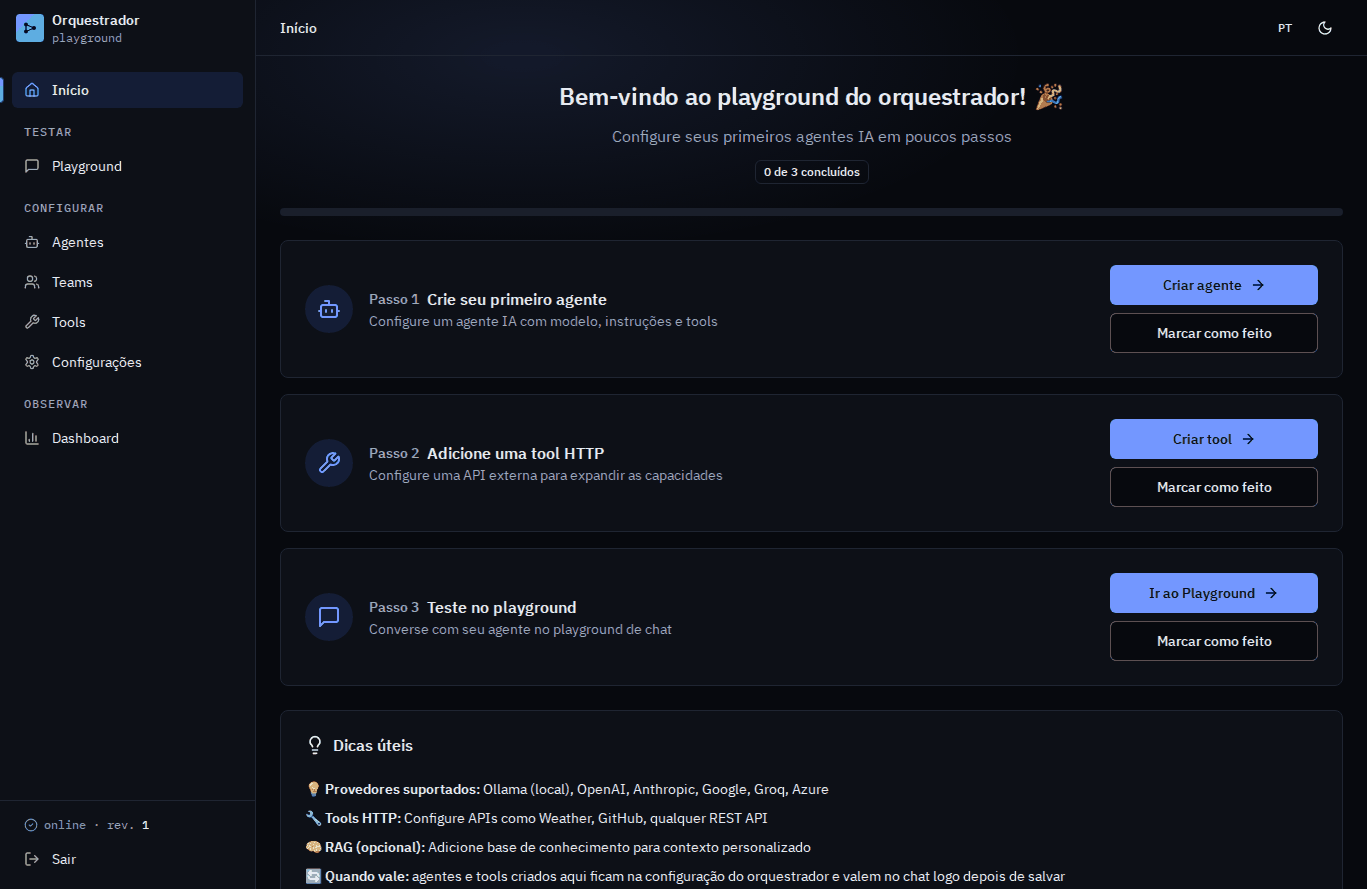 Orquestrador
playground
Início
TESTAR
Playground
CONFIGURAR
Agentes
Teams
Tools
Configurações
OBSERVAR
Dashboard
online · rev. 1
Sair
Início
PT
Bem-vindo ao playground do orquestrador! 🎉
Configure seus primeiros agentes IA em poucos passos
0 de 3 concluídos
Passo 1 Crie seu primeiro agente
Configure um agente IA com modelo, instruções e tools
Criar agente →
Marcar como feito
Passo 2 Adicione uma tool HTTP
Configure uma API externa para expandir as capacidades
Criar tool →
Marcar como feito
Passo 3 Teste no playground
Converse com seu agente no playground de chat
Ir ao Playground →
Marcar como feito
Dicas úteis
💡 Provedores suportados: Ollama (local), OpenAI, Anthropic, Google, Groq, Azure
🔧 Tools HTTP: Configure APIs como Weather, GitHub, qualquer REST API
🧠 RAG (opcional): Adicione base de conhecimento para contexto personalizado
🔄 Quando vale: agentes e tools criados aqui ficam na configuração do orquestrador e valem no chat logo depois de salvar